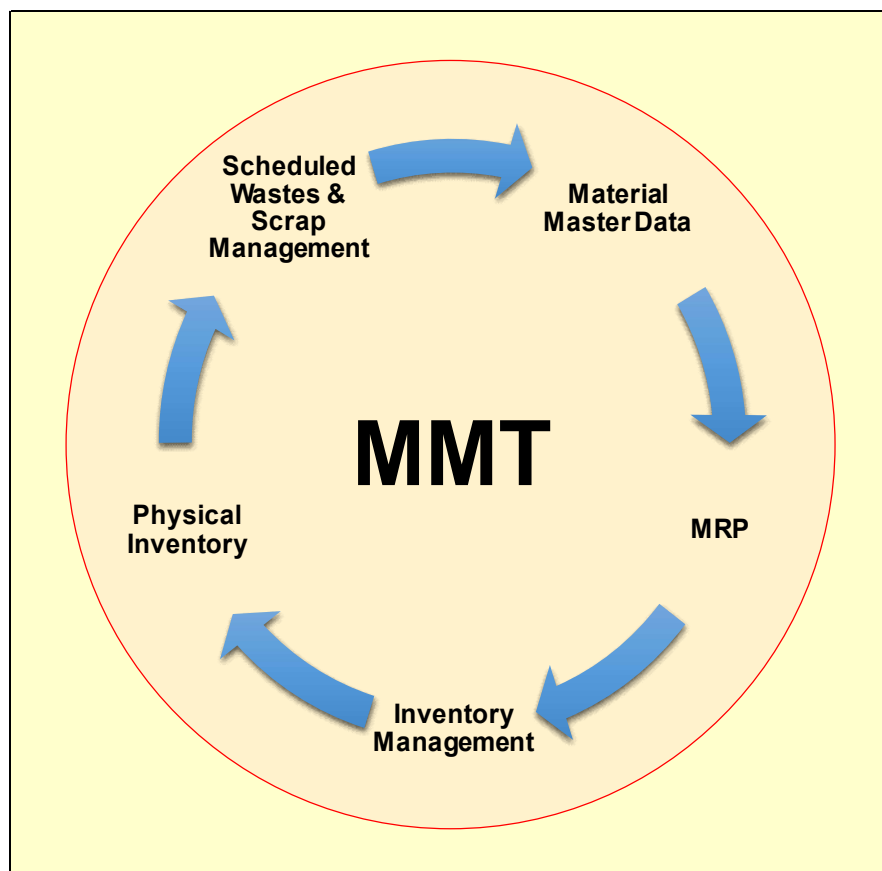 Scheduled
Wastes &
Scrap
Management
Material
Master Data
MMT
Physical
Inventory
MRP
Inventory
Management